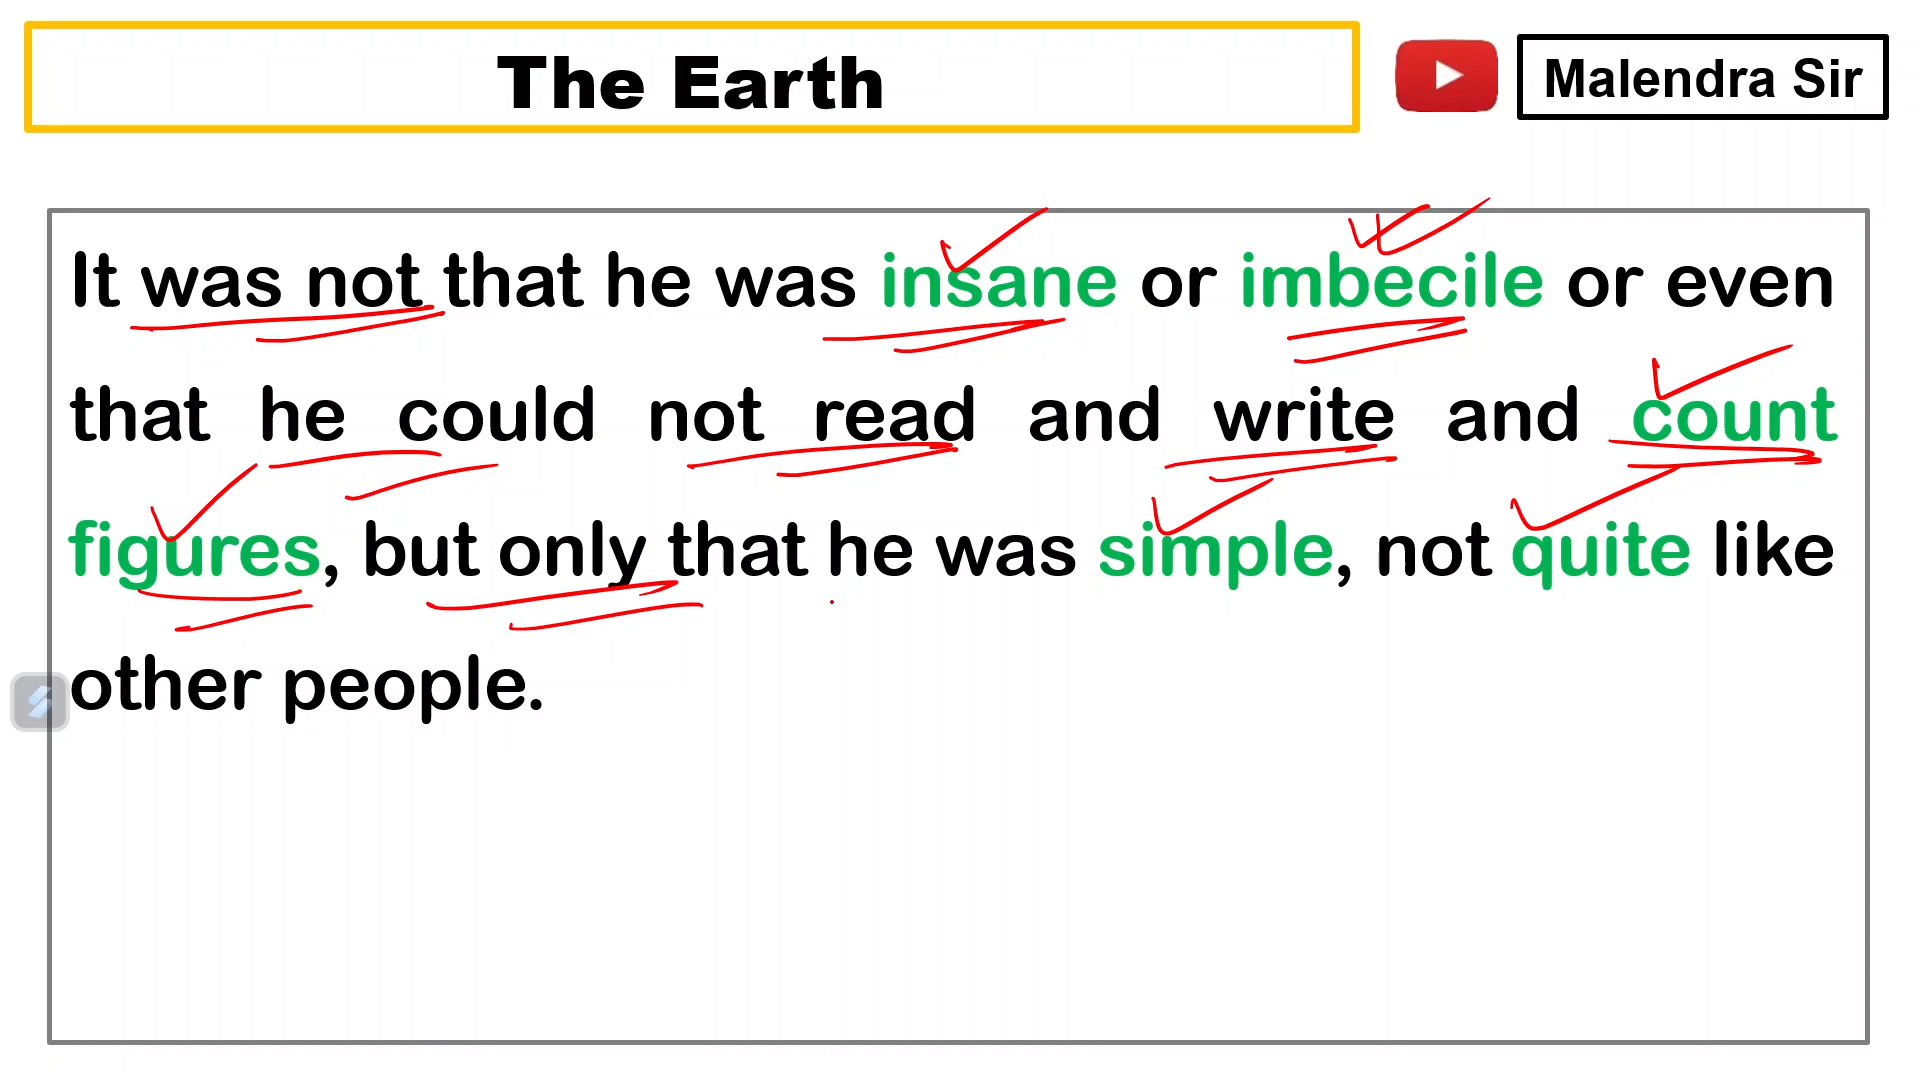 The Earth
Malendra Sir
It was not that he was insane or imbecile or even
that he could not read and write and count
figures, but only that he was simple, not quite like
other people.